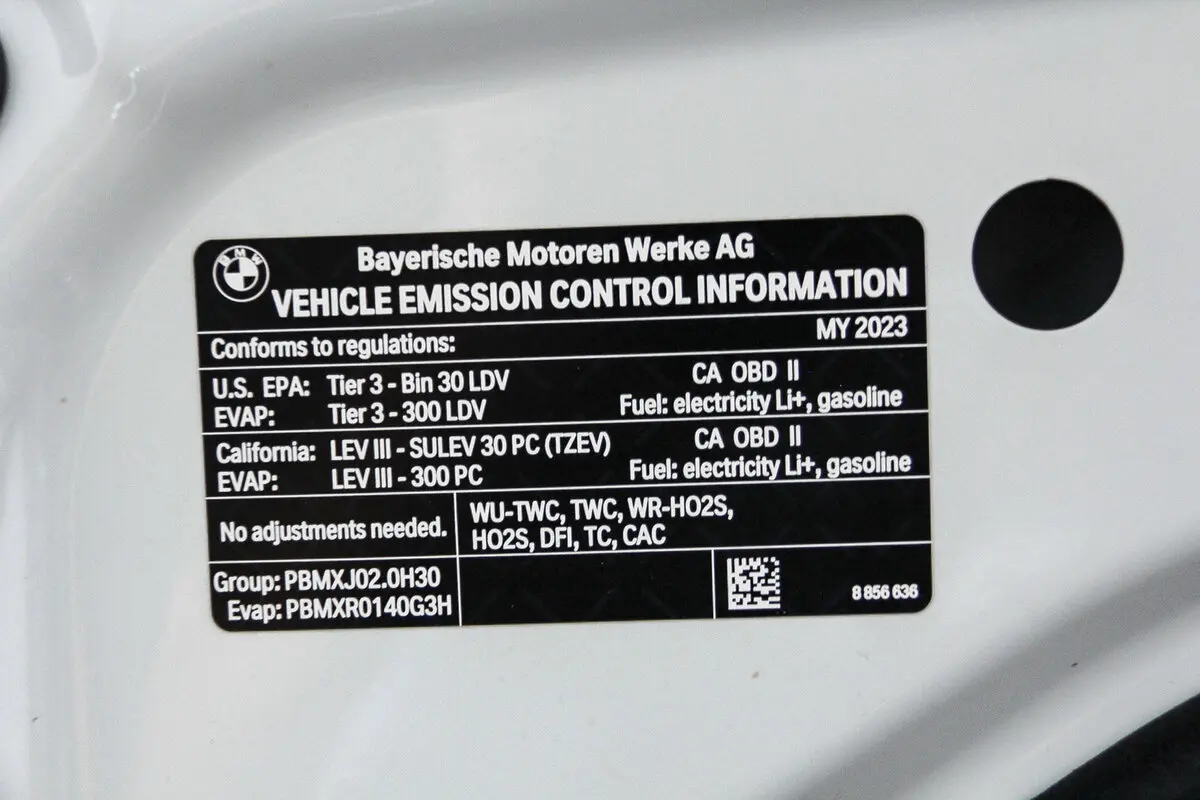 BMW
Bayerische Motoren Werke AG
VEHICLE EMISSION CONTROL INFORMATION
Conforms to regulations: MY 2023
U.S. EPA: Tier 3 - Bin 30 LDV CA OBD II
EVAP: Tier 3 - 300 LDV Fuel: electricity Li+, gasoline
California: LEV III - SULEV 30 PC (TZEV) CA OBD II
EVAP: LEV III - 300 PC Fuel: electricity Li+, gasoline
No adjustments needed.
WU-TWC, TWC, WR-HO2S,
HO2S, DFI, TC, CAC
Group: PBMXJ02.0H30
Evap: PBMXR0140G3H
8 856 636